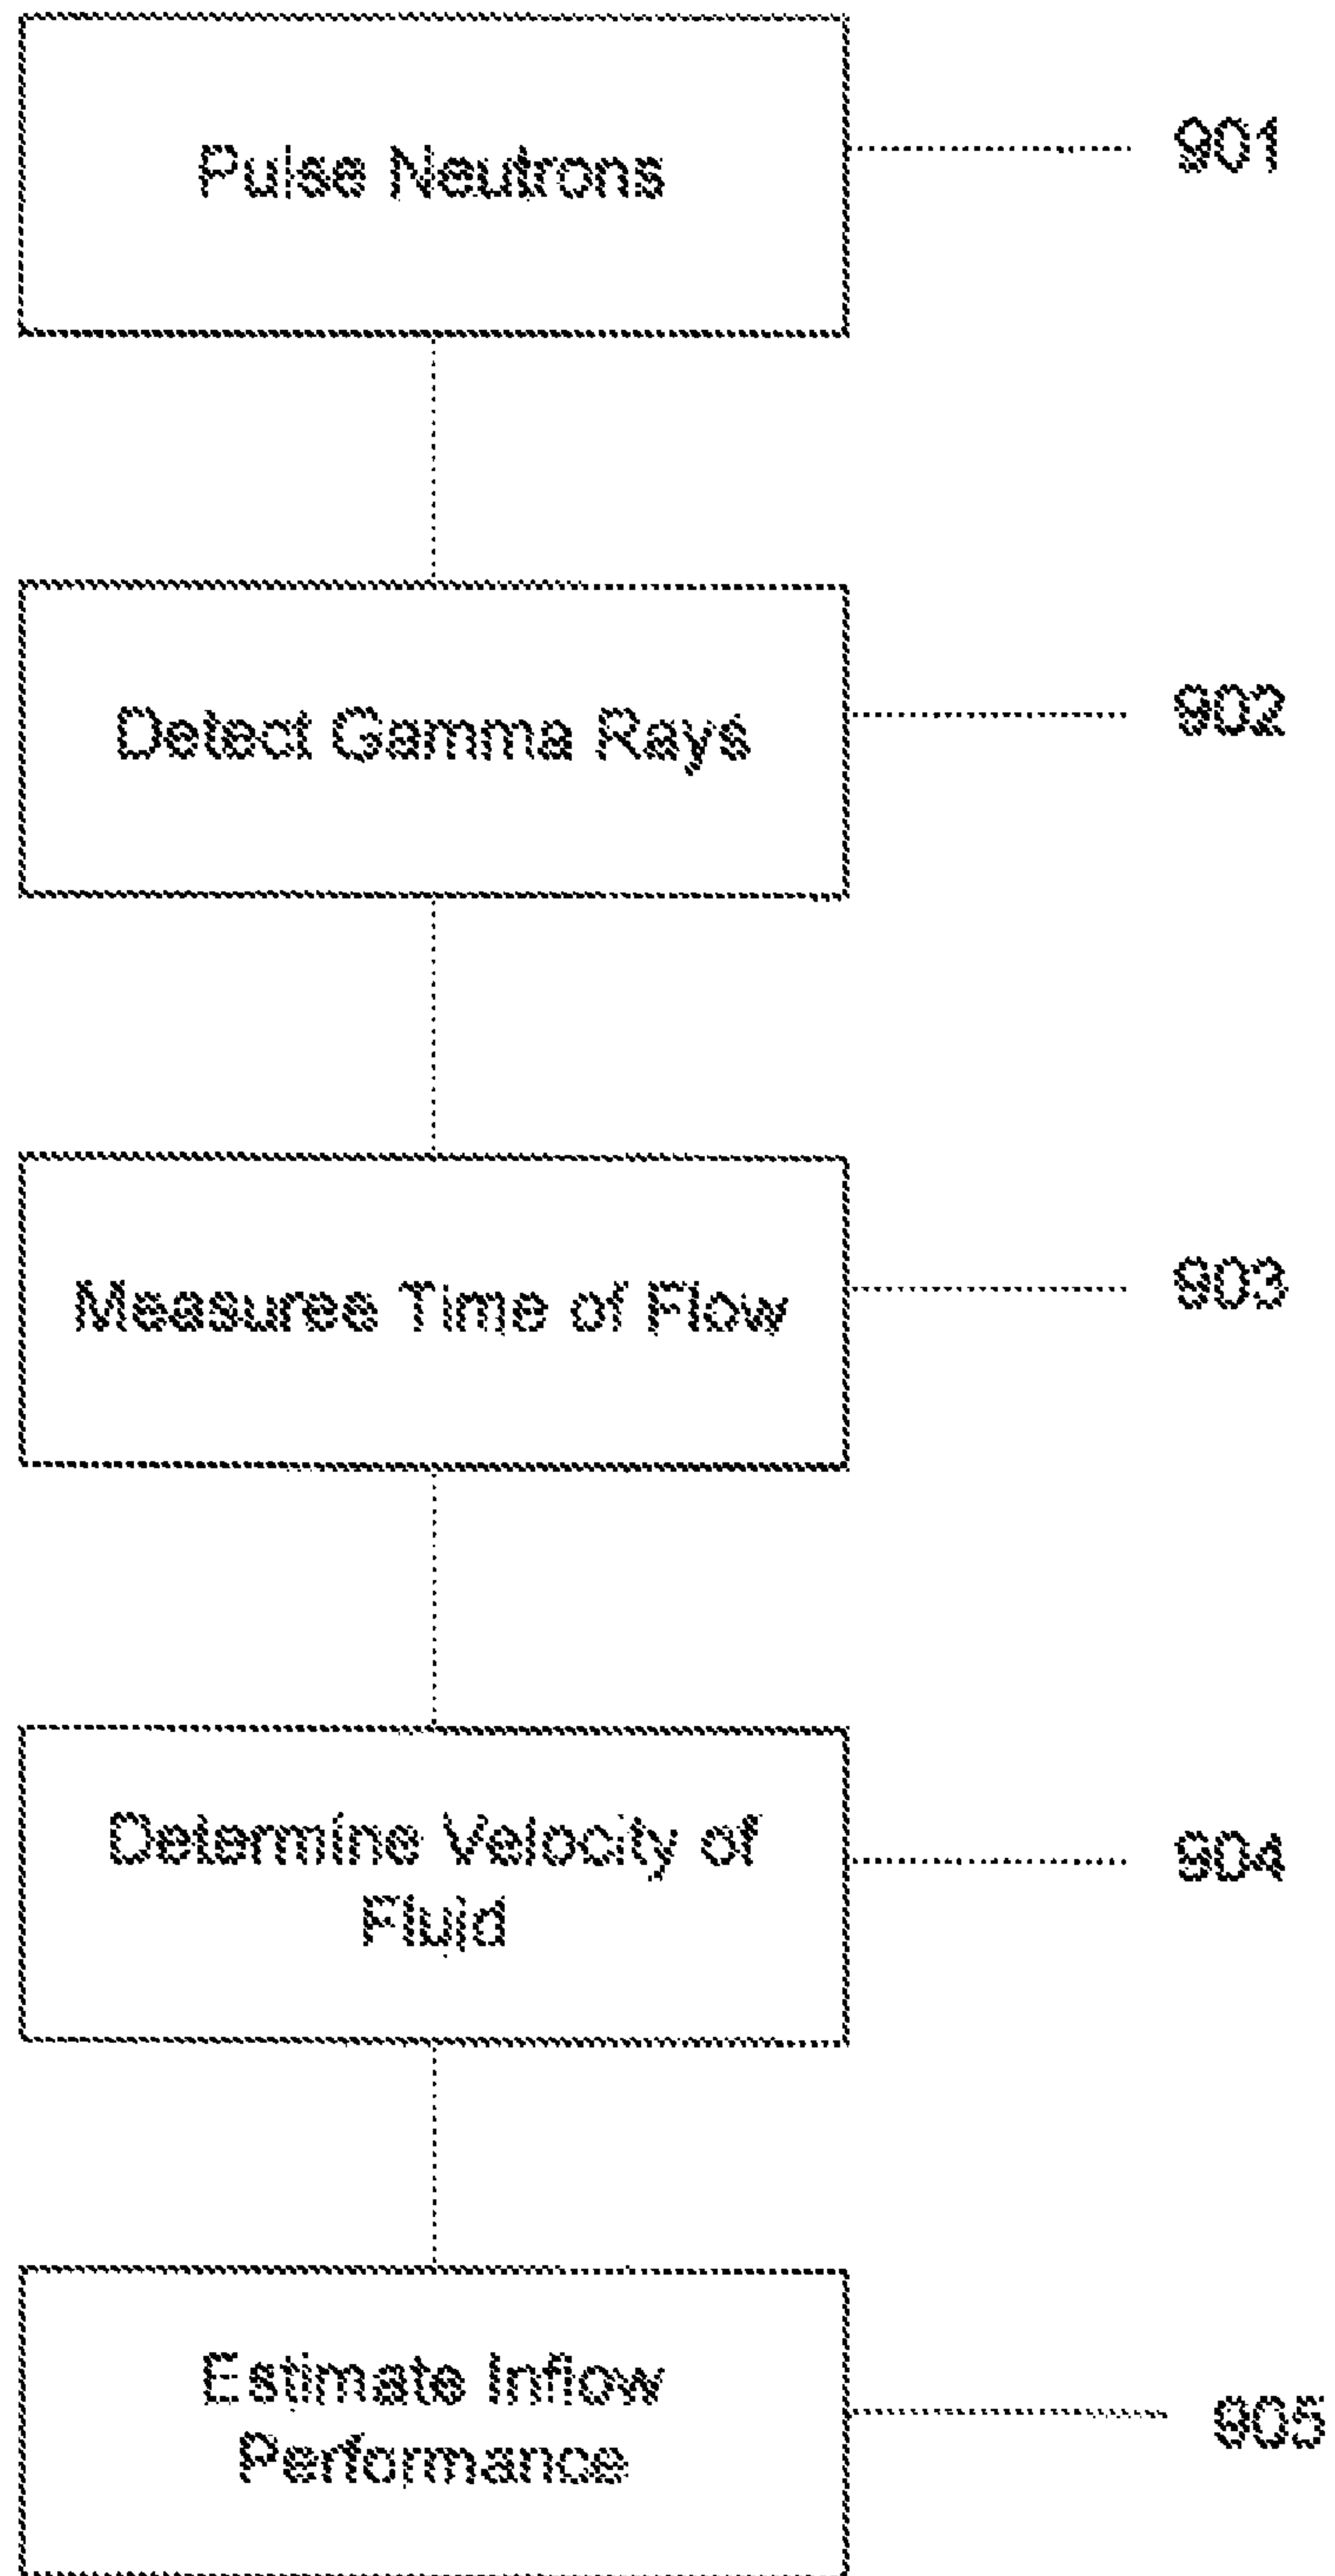 Pulse Neutrons
901
Detect Gamma Rays
902
Measures Time of Flow
903
Determine Velocity of
Fluid
904
Estimate Inflow
Performance
905